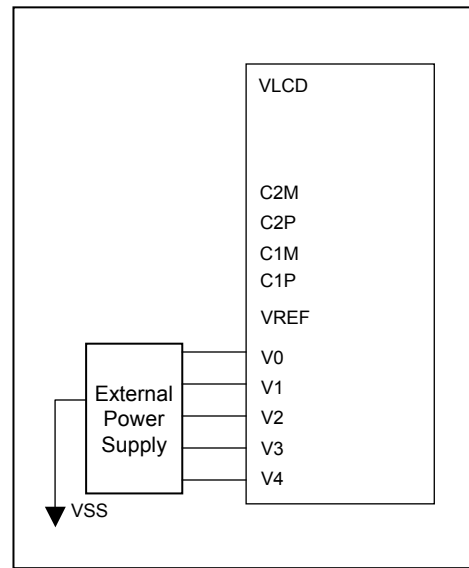 VLCD
C2M
C2P
C1M
C1P
VREF
V0
V1
V2
V3
V4
External
Power
Supply
VSS